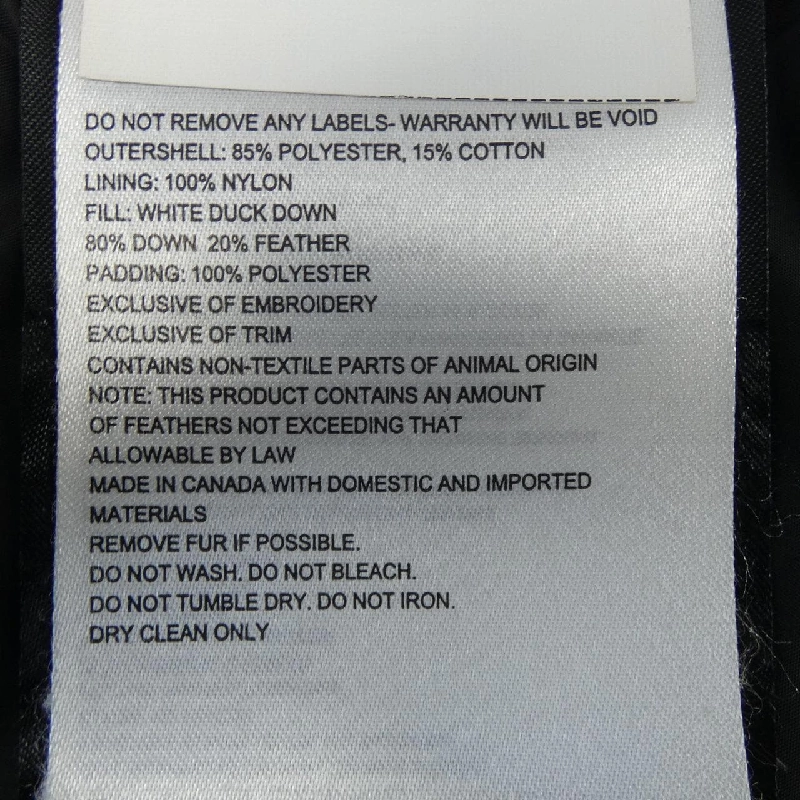 DO NOT REMOVE ANY LABELS- WARRANTY WILL BE VOID
OUTERSHELL: 85% POLYESTER, 15% COTTON
LINING: 100% NYLON
FILL: WHITE DUCK DOWN
80% DOWN 20% FEATHER
PADDING: 100% POLYESTER
EXCLUSIVE OF EMBROIDERY
EXCLUSIVE OF TRIM
CONTAINS NON-TEXTILE PARTS OF ANIMAL ORIGIN
NOTE: THIS PRODUCT CONTAINS AN AMOUNT
OF FEATHERS NOT EXCEEDING THAT
ALLOWABLE BY LAW
MADE IN CANADA WITH DOMESTIC AND IMPORTED
MATERIALS
REMOVE FUR IF POSSIBLE.
DO NOT WASH. DO NOT BLEACH.
DO NOT TUMBLE DRY. DO NOT IRON.
DRY CLEAN ONLY